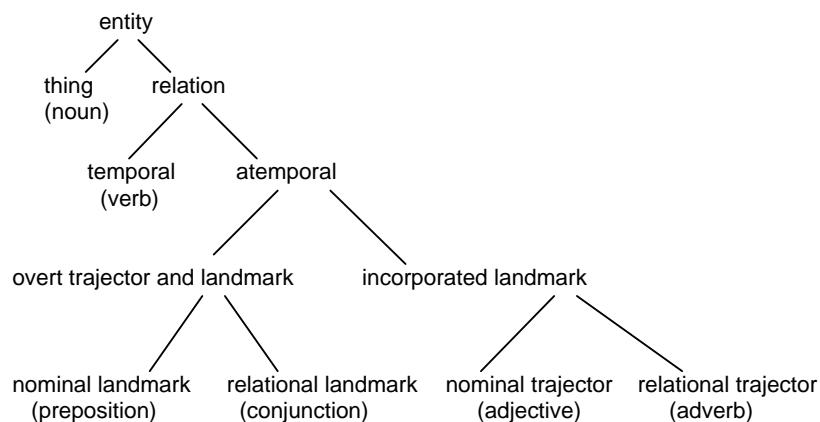 entity
thing
(noun)
relation
temporal
(verb)
atemporal
overt trajector and landmark
incorporated landmark
nominal landmark
(preposition)
relational landmark
(conjunction)
nominal trajector
(adjective)
relational trajector
(adverb)